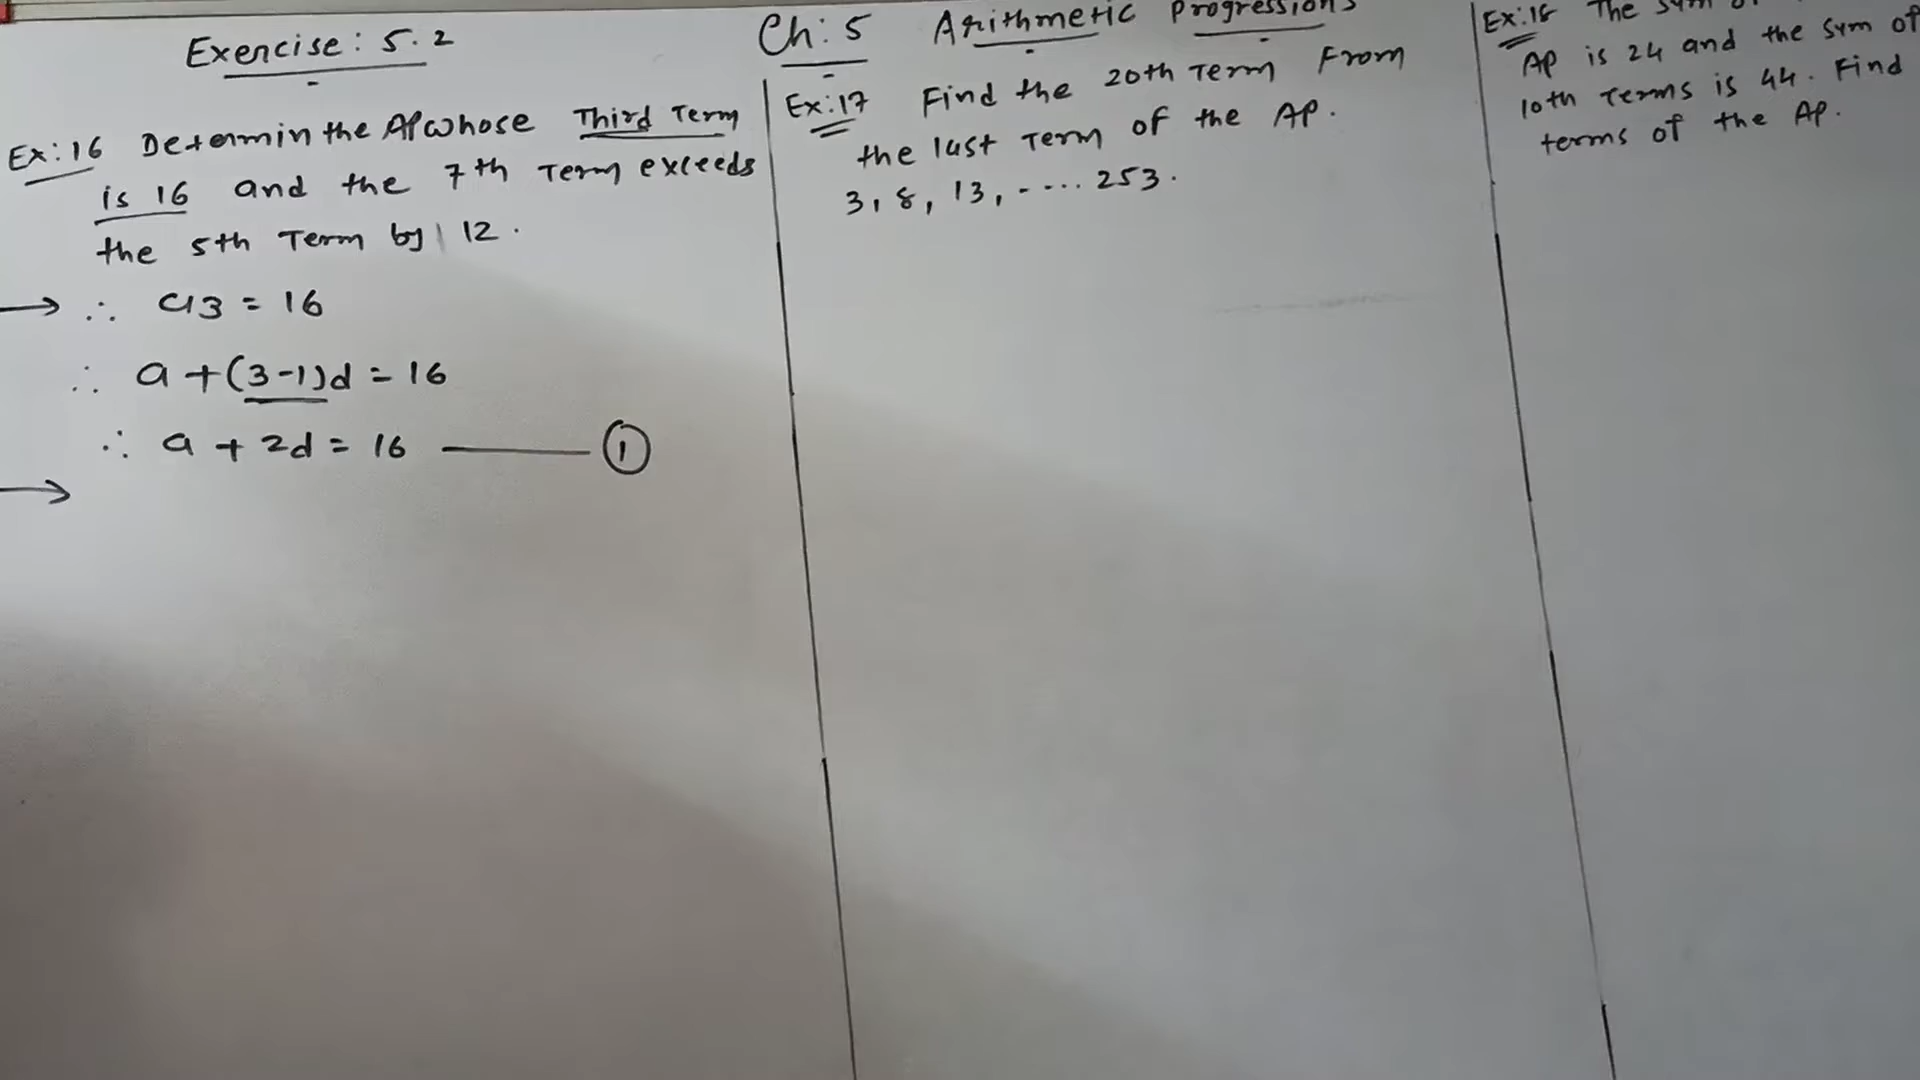 Exercise: 5.2
Ch: 5 Arithmetic Progressions
Ex: 16 Determin the AP whose Third Term
is 16 and the 7th Term exceeds
the 5th Term by 12.
→ ∴ a3 = 16
∴ a + (3-1)d = 16
∴ a + 2d = 16 —— ①
→
Ex: 17 Find the 20th Term From
the last Term of the AP.
3, 8, 13, ..... 253.
Ex: 18 The sum
AP is 24 and the sum of
10th Terms is 44. Find
terms of the AP.